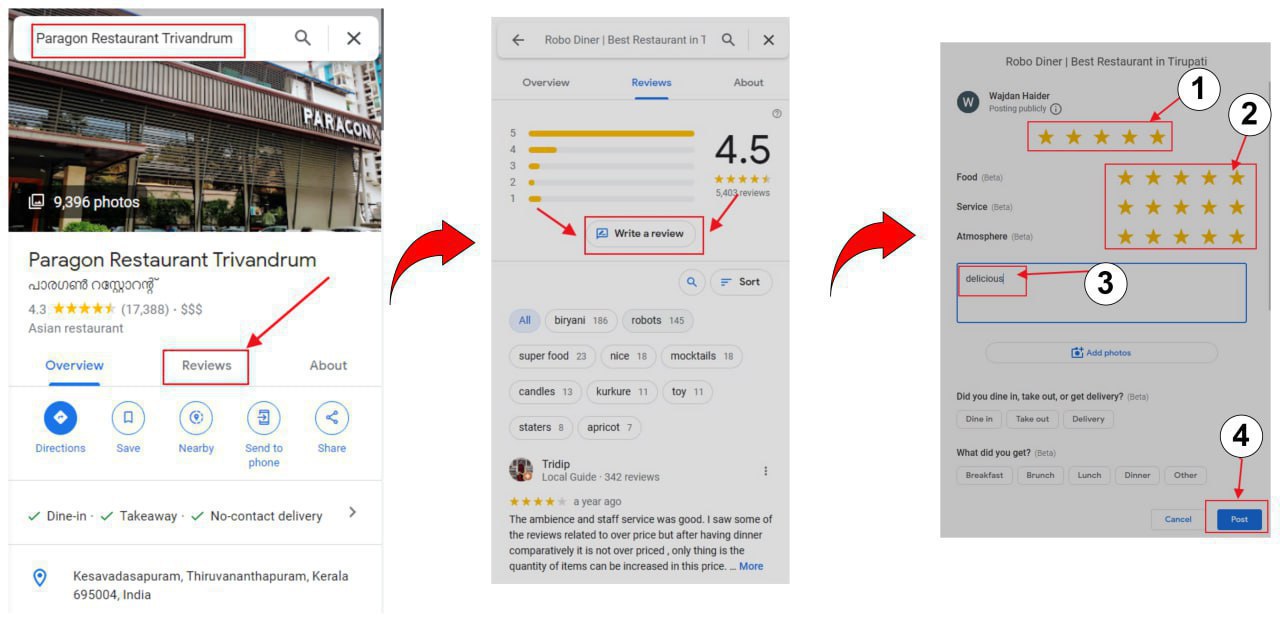 Paragon Restaurant Trivandrum
PARAGON
9,396 photos
Paragon Restaurant Trivandrum
പാരഗൺ റസ്റ്റോറന്റ്
4.3 (17,388) · $$$
Asian restaurant
Overview Reviews About
Directions Save Nearby Send to phone Share
Dine-in · Takeaway · No-contact delivery
Kesavadasapuram, Thiruvananthapuram, Kerala
695004, India
Robo Diner | Best Restaurant in T
Overview Reviews About
5
4
3
2
1
4.5
5,403 reviews
Write a review
Sort
All biryani 186 robots 145
super food 23 nice 18 mocktails 18
candles 13 kurkure 11 toy 11
staters 8 apricot 7
Tridip
Local Guide · 342 reviews
a year ago
The ambience and staff service was good. I saw some of
the reviews related to over price but after having dinner
comparatively it is not over priced , only thing is the
quantity of items can be increased in this price. … More
Robo Diner | Best Restaurant in Tirupati
1
W Wajdan Haider
Posting publicly
2
Food (Beta)
Service (Beta)
Atmosphere (Beta)
delicious
3
Add photos
Did you dine in, take out, or get delivery? (Beta)
Dine in Take out Delivery
4
What did you get? (Beta)
Breakfast Brunch Lunch Dinner Other
Cancel Post